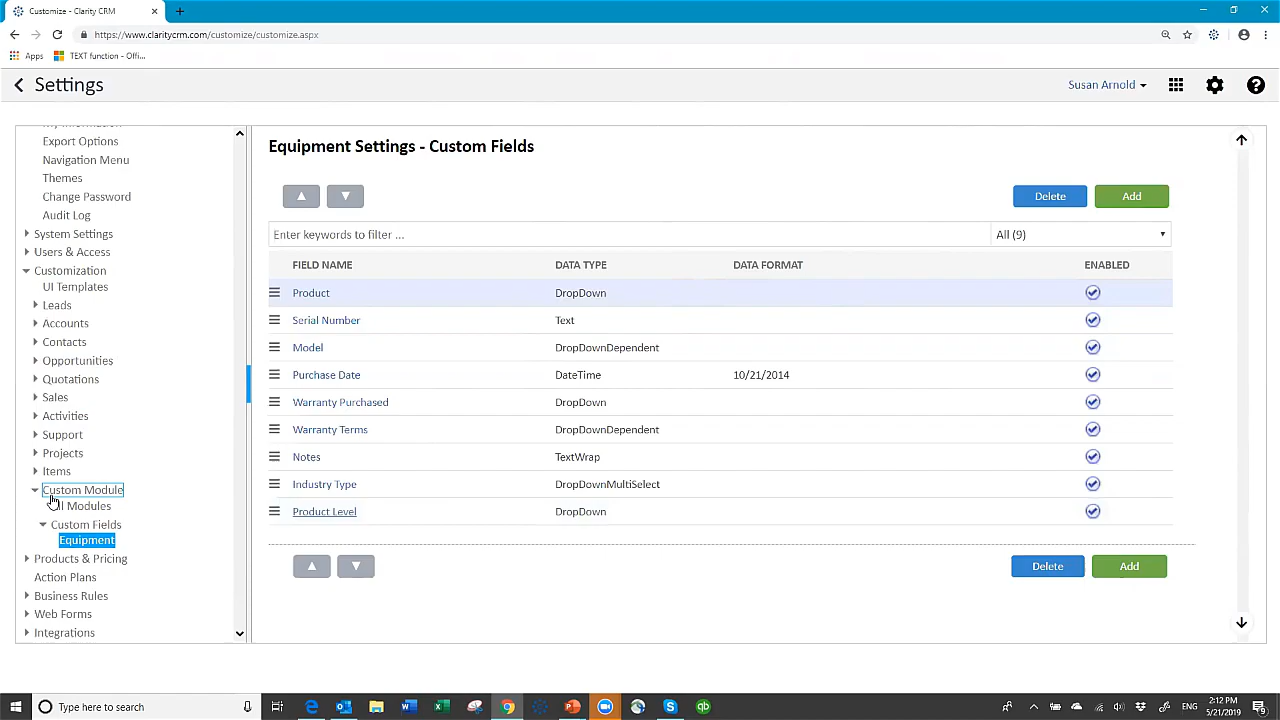 Customize - Clarity CRM
https://www.claritycrm.com/customize/customize.aspx
Apps
TEXT function - Offi...
Settings
Susan Arnold
My Information
Export Options
Navigation Menu
Themes
Change Password
Audit Log
System Settings
Users & Access
Customization
UI Templates
Leads
Accounts
Contacts
Opportunities
Quotations
Sales
Activities
Support
Projects
Items
Custom Module
Modules
Custom Fields
Equipment
Products & Pricing
Action Plans
Business Rules
Web Forms
Integrations
Equipment Settings - Custom Fields
Delete Add
Enter keywords to filter ... All (9)
FIELD NAME DATA TYPE DATA FORMAT ENABLED
Product DropDown
Serial Number Text
Model DropDownDependent
Purchase Date DateTime 10/21/2014
Warranty Purchased DropDown
Warranty Terms DropDownDependent
Notes TextWrap
Industry Type DropDownMultiSelect
Product Level DropDown
Delete Add
Type here to search
ENG
2:12 PM
5/21/2019